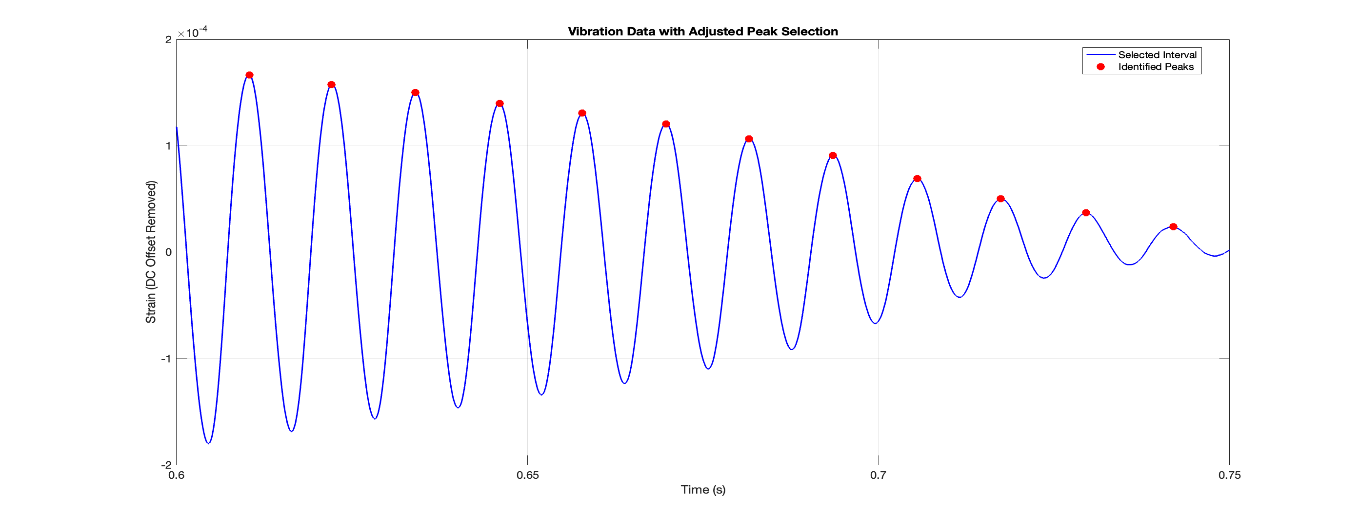 Vibration Data with Adjusted Peak Selection
×10⁻⁴
2
1
0
-1
-2
Strain (DC Offset Removed)
Selected Interval
Identified Peaks
0.6 0.65 0.7 0.75
Time (s)